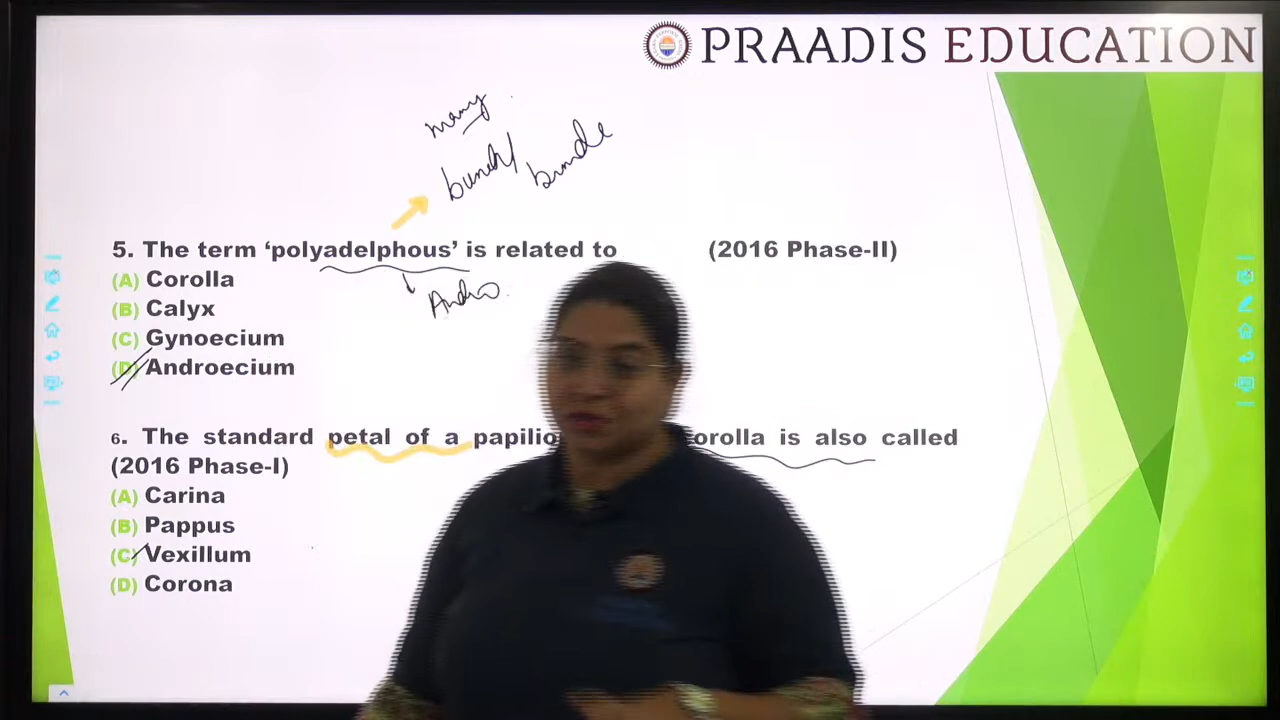 PRAADIS EDUCATION
many
bunch/ bundle
5. The term ‘polyadelphous’ is related to (2016 Phase-II)
(A) Corolla
Andro
(B) Calyx
(C) Gynoecium
(D) Androecium
6. The standard petal of a papilio orolla is also called
(2016 Phase-I)
(A) Carina
(B) Pappus
(C) Vexillum
(D) Corona